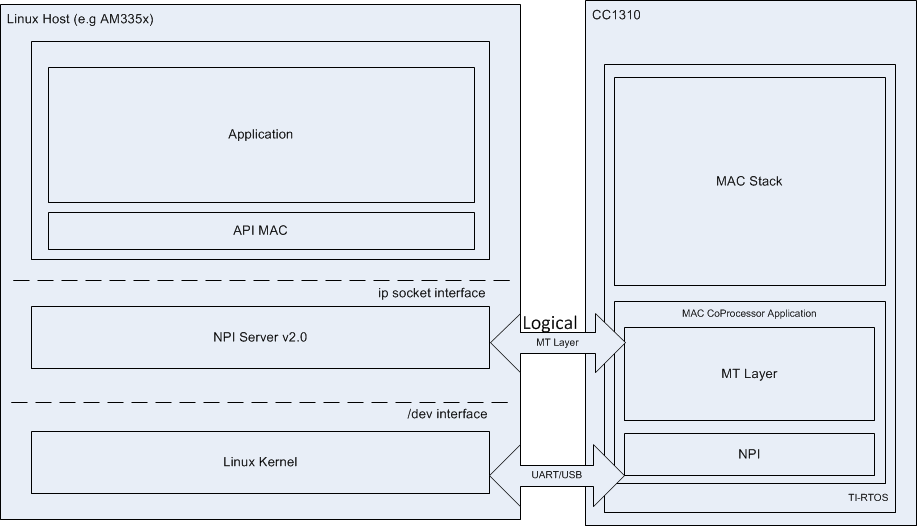 Linux Host (e.g AM335x)
Application
API MAC
ip socket interface
NPI Server v2.0
/dev interface
Linux Kernel
Logical
MT Layer
UART/USB
CC1310
MAC Stack
MAC CoProcessor Application
MT Layer
NPI
TI-RTOS